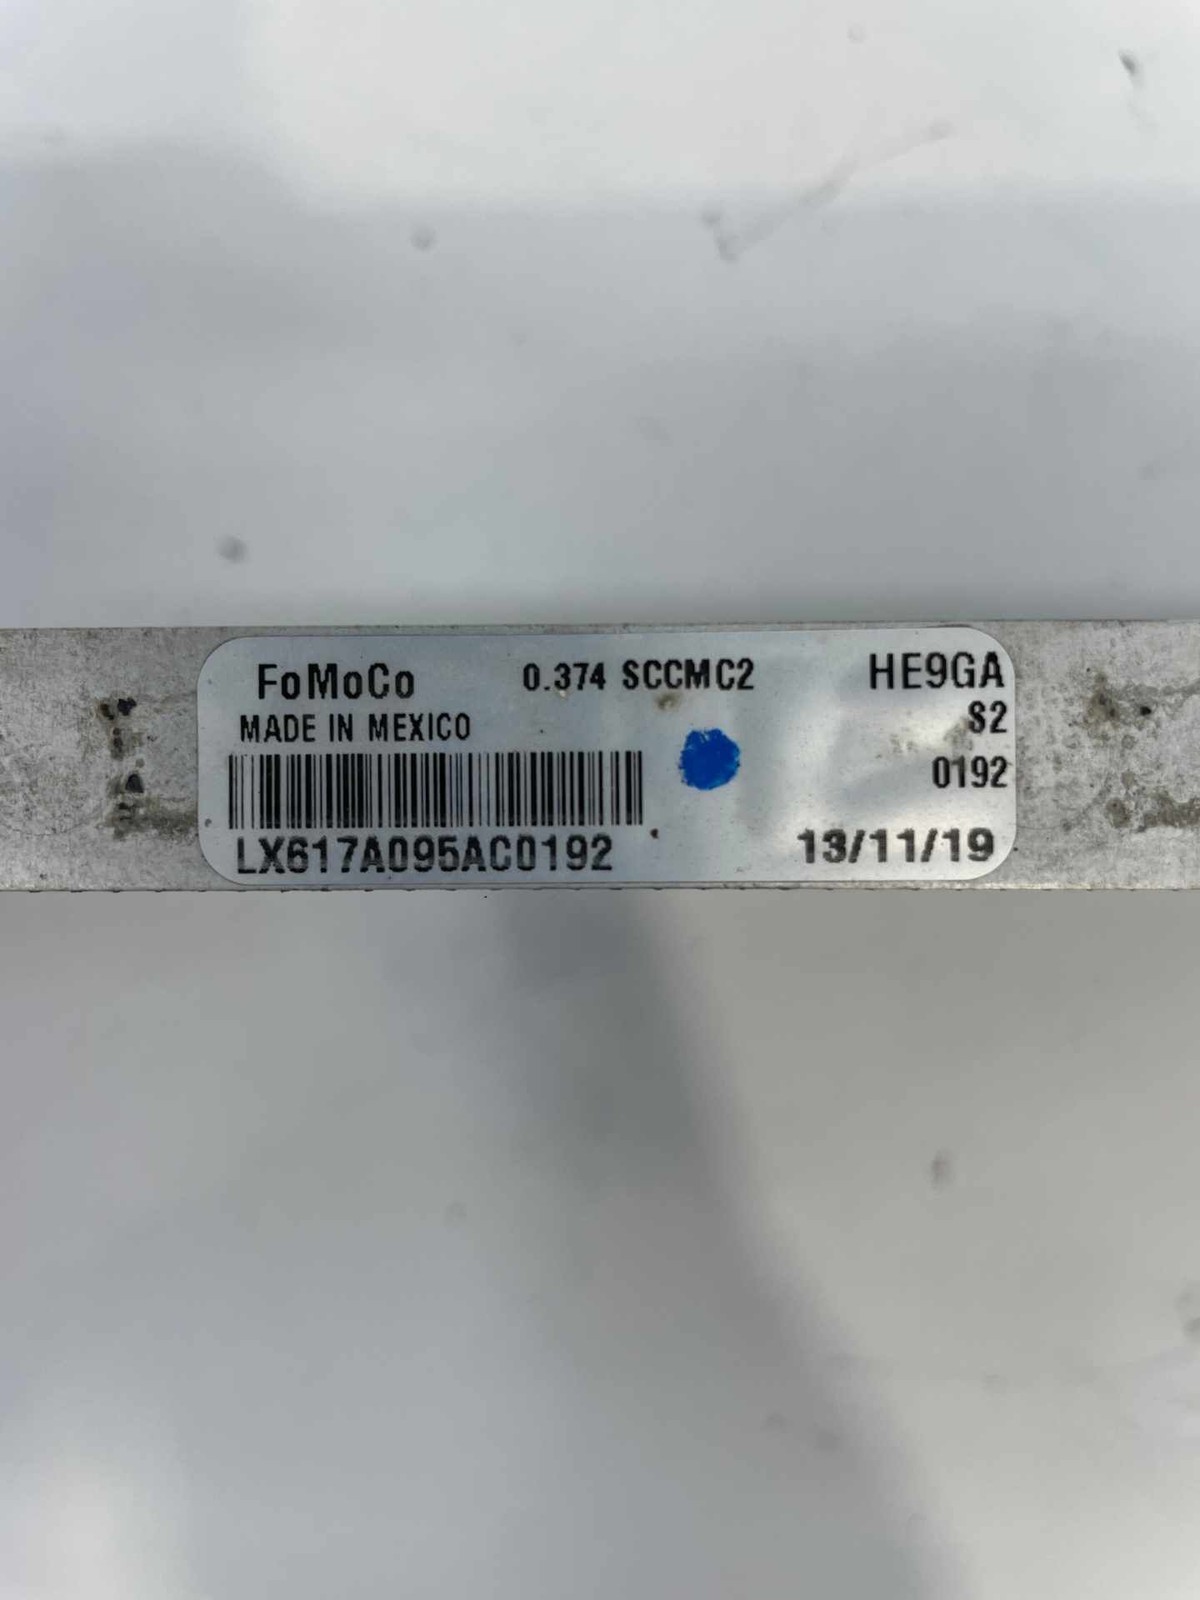 FoMoCo 0.374 SCCMC2 HE9GA
MADE IN MEXICO S2
0192
LX617A095AC0192 13/11/19